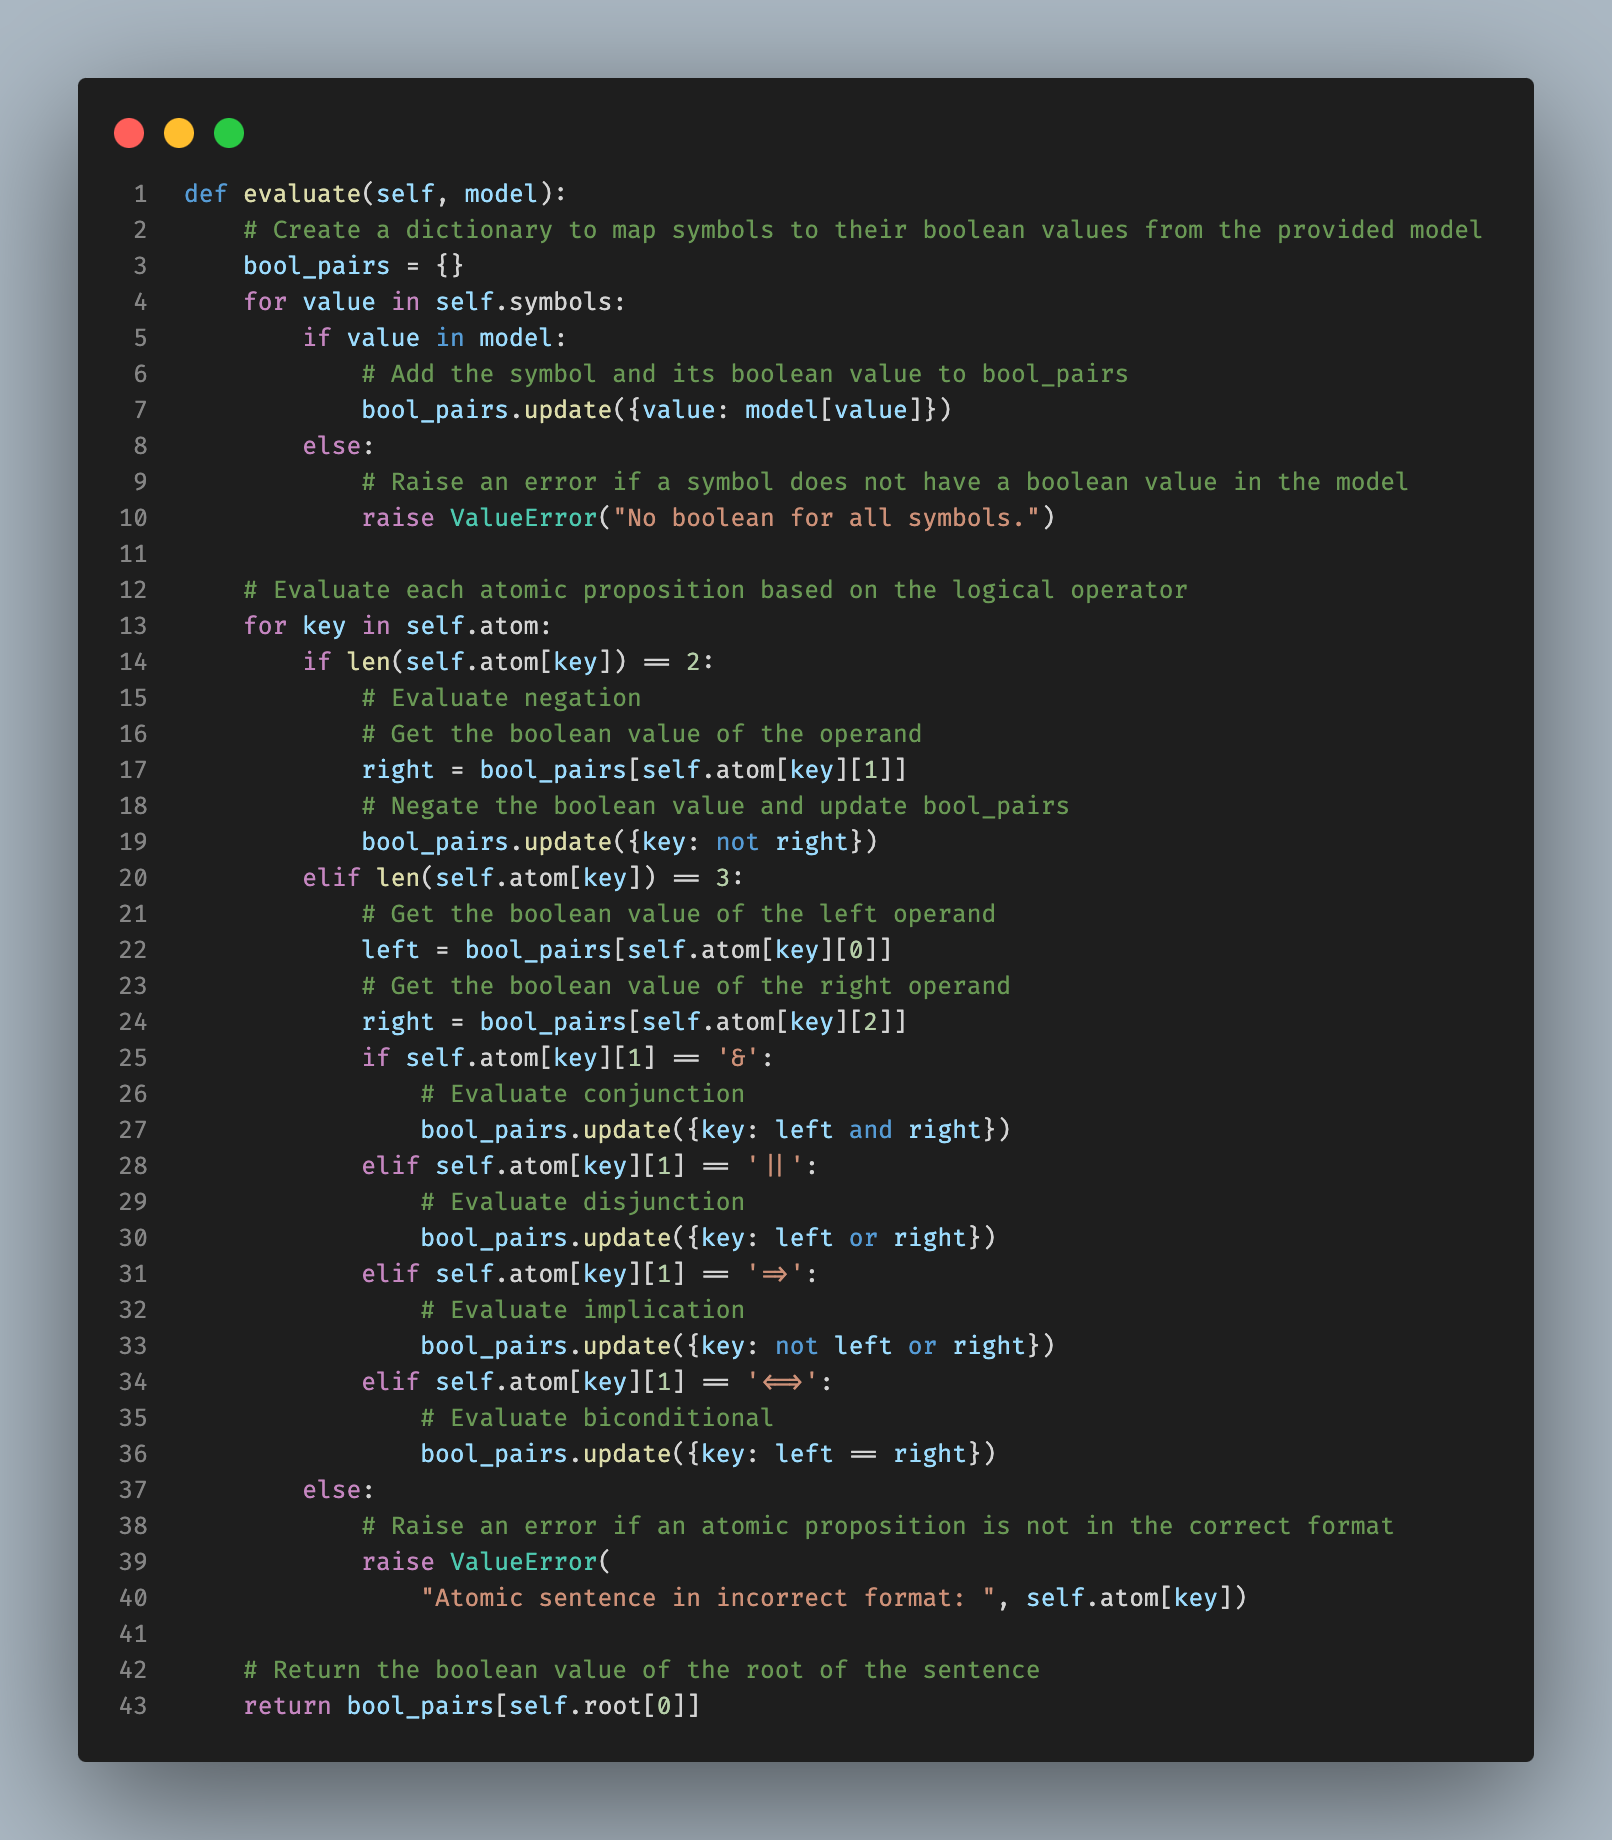 1 def evaluate(self, model):
2     # Create a dictionary to map symbols to their boolean values from the provided model
3     bool_pairs = {}
4     for value in self.symbols:
5         if value in model:
6             # Add the symbol and its boolean value to bool_pairs
7             bool_pairs.update({value: model[value]})
8         else:
9             # Raise an error if a symbol does not have a boolean value in the model
10             raise ValueError("No boolean for all symbols.")
11
12     # Evaluate each atomic proposition based on the logical operator
13     for key in self.atom:
14         if len(self.atom[key]) == 2:
15             # Evaluate negation
16             # Get the boolean value of the operand
17             right = bool_pairs[self.atom[key][1]]
18             # Negate the boolean value and update bool_pairs
19             bool_pairs.update({key: not right})
20         elif len(self.atom[key]) == 3:
21             # Get the boolean value of the left operand
22             left = bool_pairs[self.atom[key][0]]
23             # Get the boolean value of the right operand
24             right = bool_pairs[self.atom[key][2]]
25             if self.atom[key][1] == '&':
26                 # Evaluate conjunction
27                 bool_pairs.update({key: left and right})
28             elif self.atom[key][1] == '||':
29                 # Evaluate disjunction
30                 bool_pairs.update({key: left or right})
31             elif self.atom[key][1] == '=>':
32                 # Evaluate implication
33                 bool_pairs.update({key: not left or right})
34             elif self.atom[key][1] == '<=>':
35                 # Evaluate biconditional
36                 bool_pairs.update({key: left == right})
37         else:
38             # Raise an error if an atomic proposition is not in the correct format
39             raise ValueError(
40                 "Atomic sentence in incorrect format: ", self.atom[key])
41
42     # Return the boolean value of the root of the sentence
43     return bool_pairs[self.root[0]]